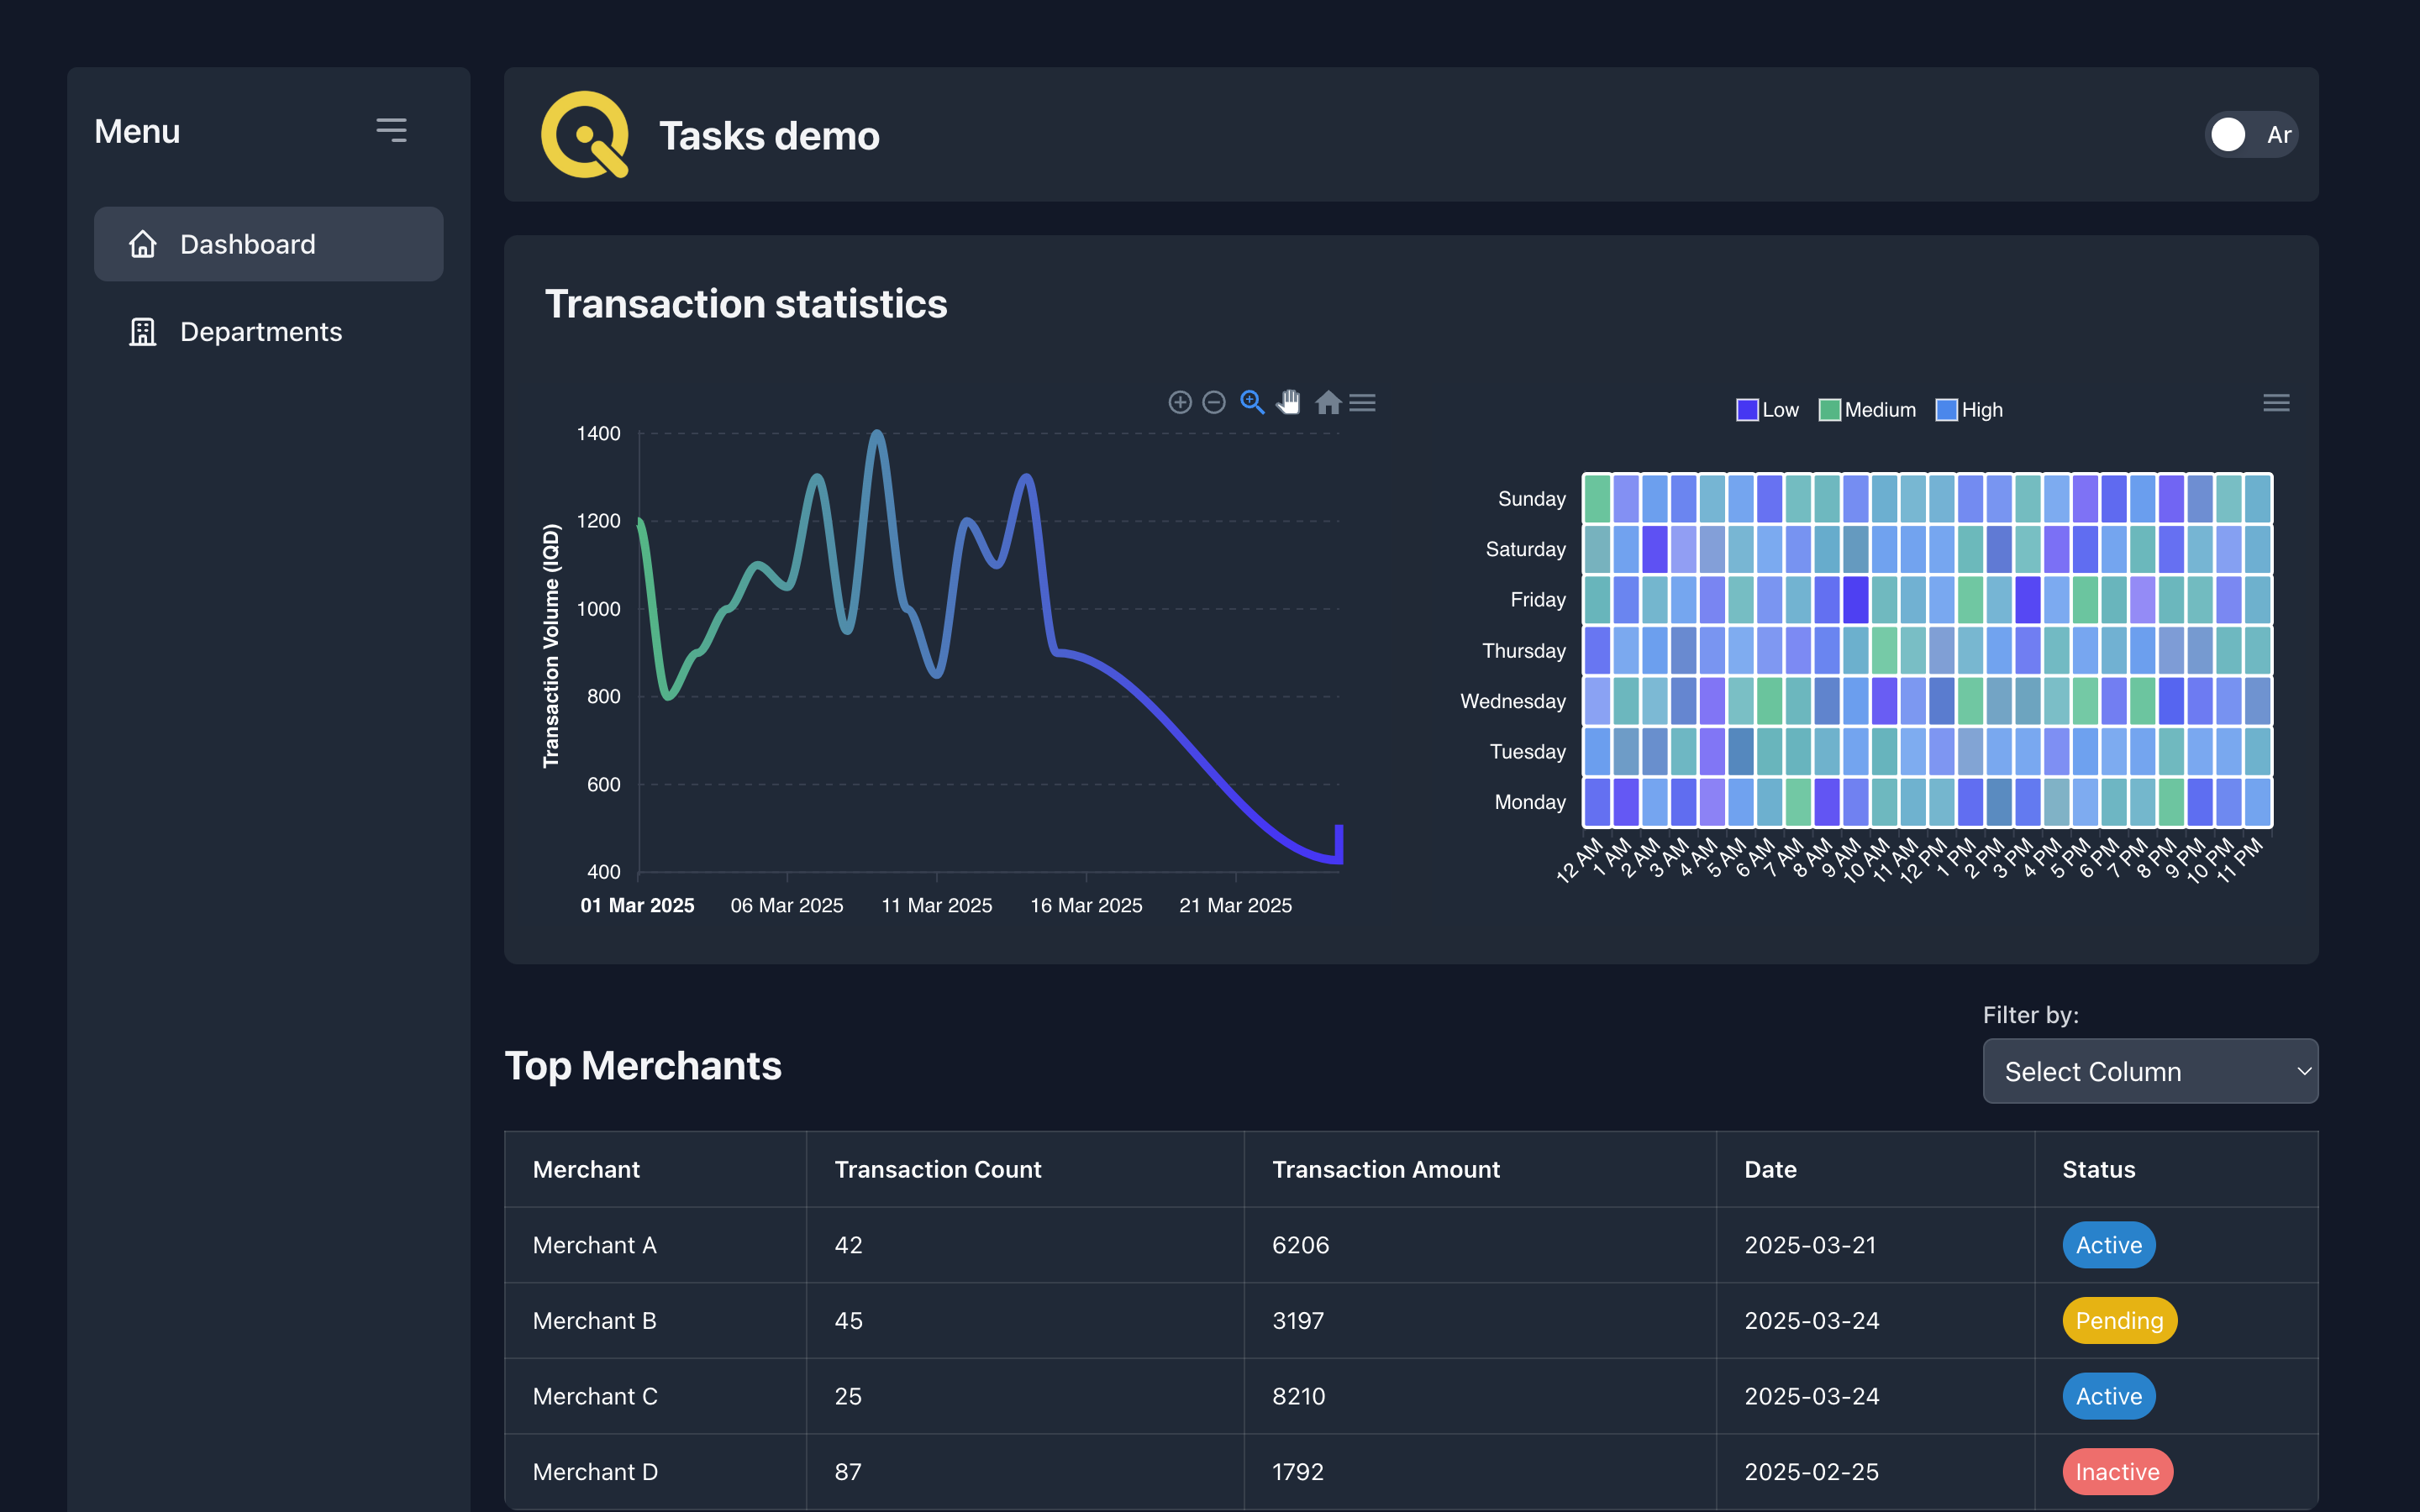 Menu
Dashboard
Departments
Tasks demo
Ar
Transaction statistics
Transaction Volume (IQD)
1400
1200
1000
800
600
400
01 Mar 2025
06 Mar 2025
11 Mar 2025
16 Mar 2025
21 Mar 2025
Low
Medium
High
Sunday
Saturday
Friday
Thursday
Wednesday
Tuesday
Monday
12 AM
1 AM
2 AM
3 AM
4 AM
5 AM
6 AM
7 AM
8 AM
9 AM
10 AM
11 AM
12 PM
1 PM
2 PM
3 PM
4 PM
5 PM
6 PM
7 PM
8 PM
9 PM
10 PM
11 PM
Top Merchants
Filter by:
Select Column
Merchant Transaction Count Transaction Amount Date Status
Merchant A 42 6206 2025-03-21 Active
Merchant B 45 3197 2025-03-24 Pending
Merchant C 25 8210 2025-03-24 Active
Merchant D 87 1792 2025-02-25 Inactive